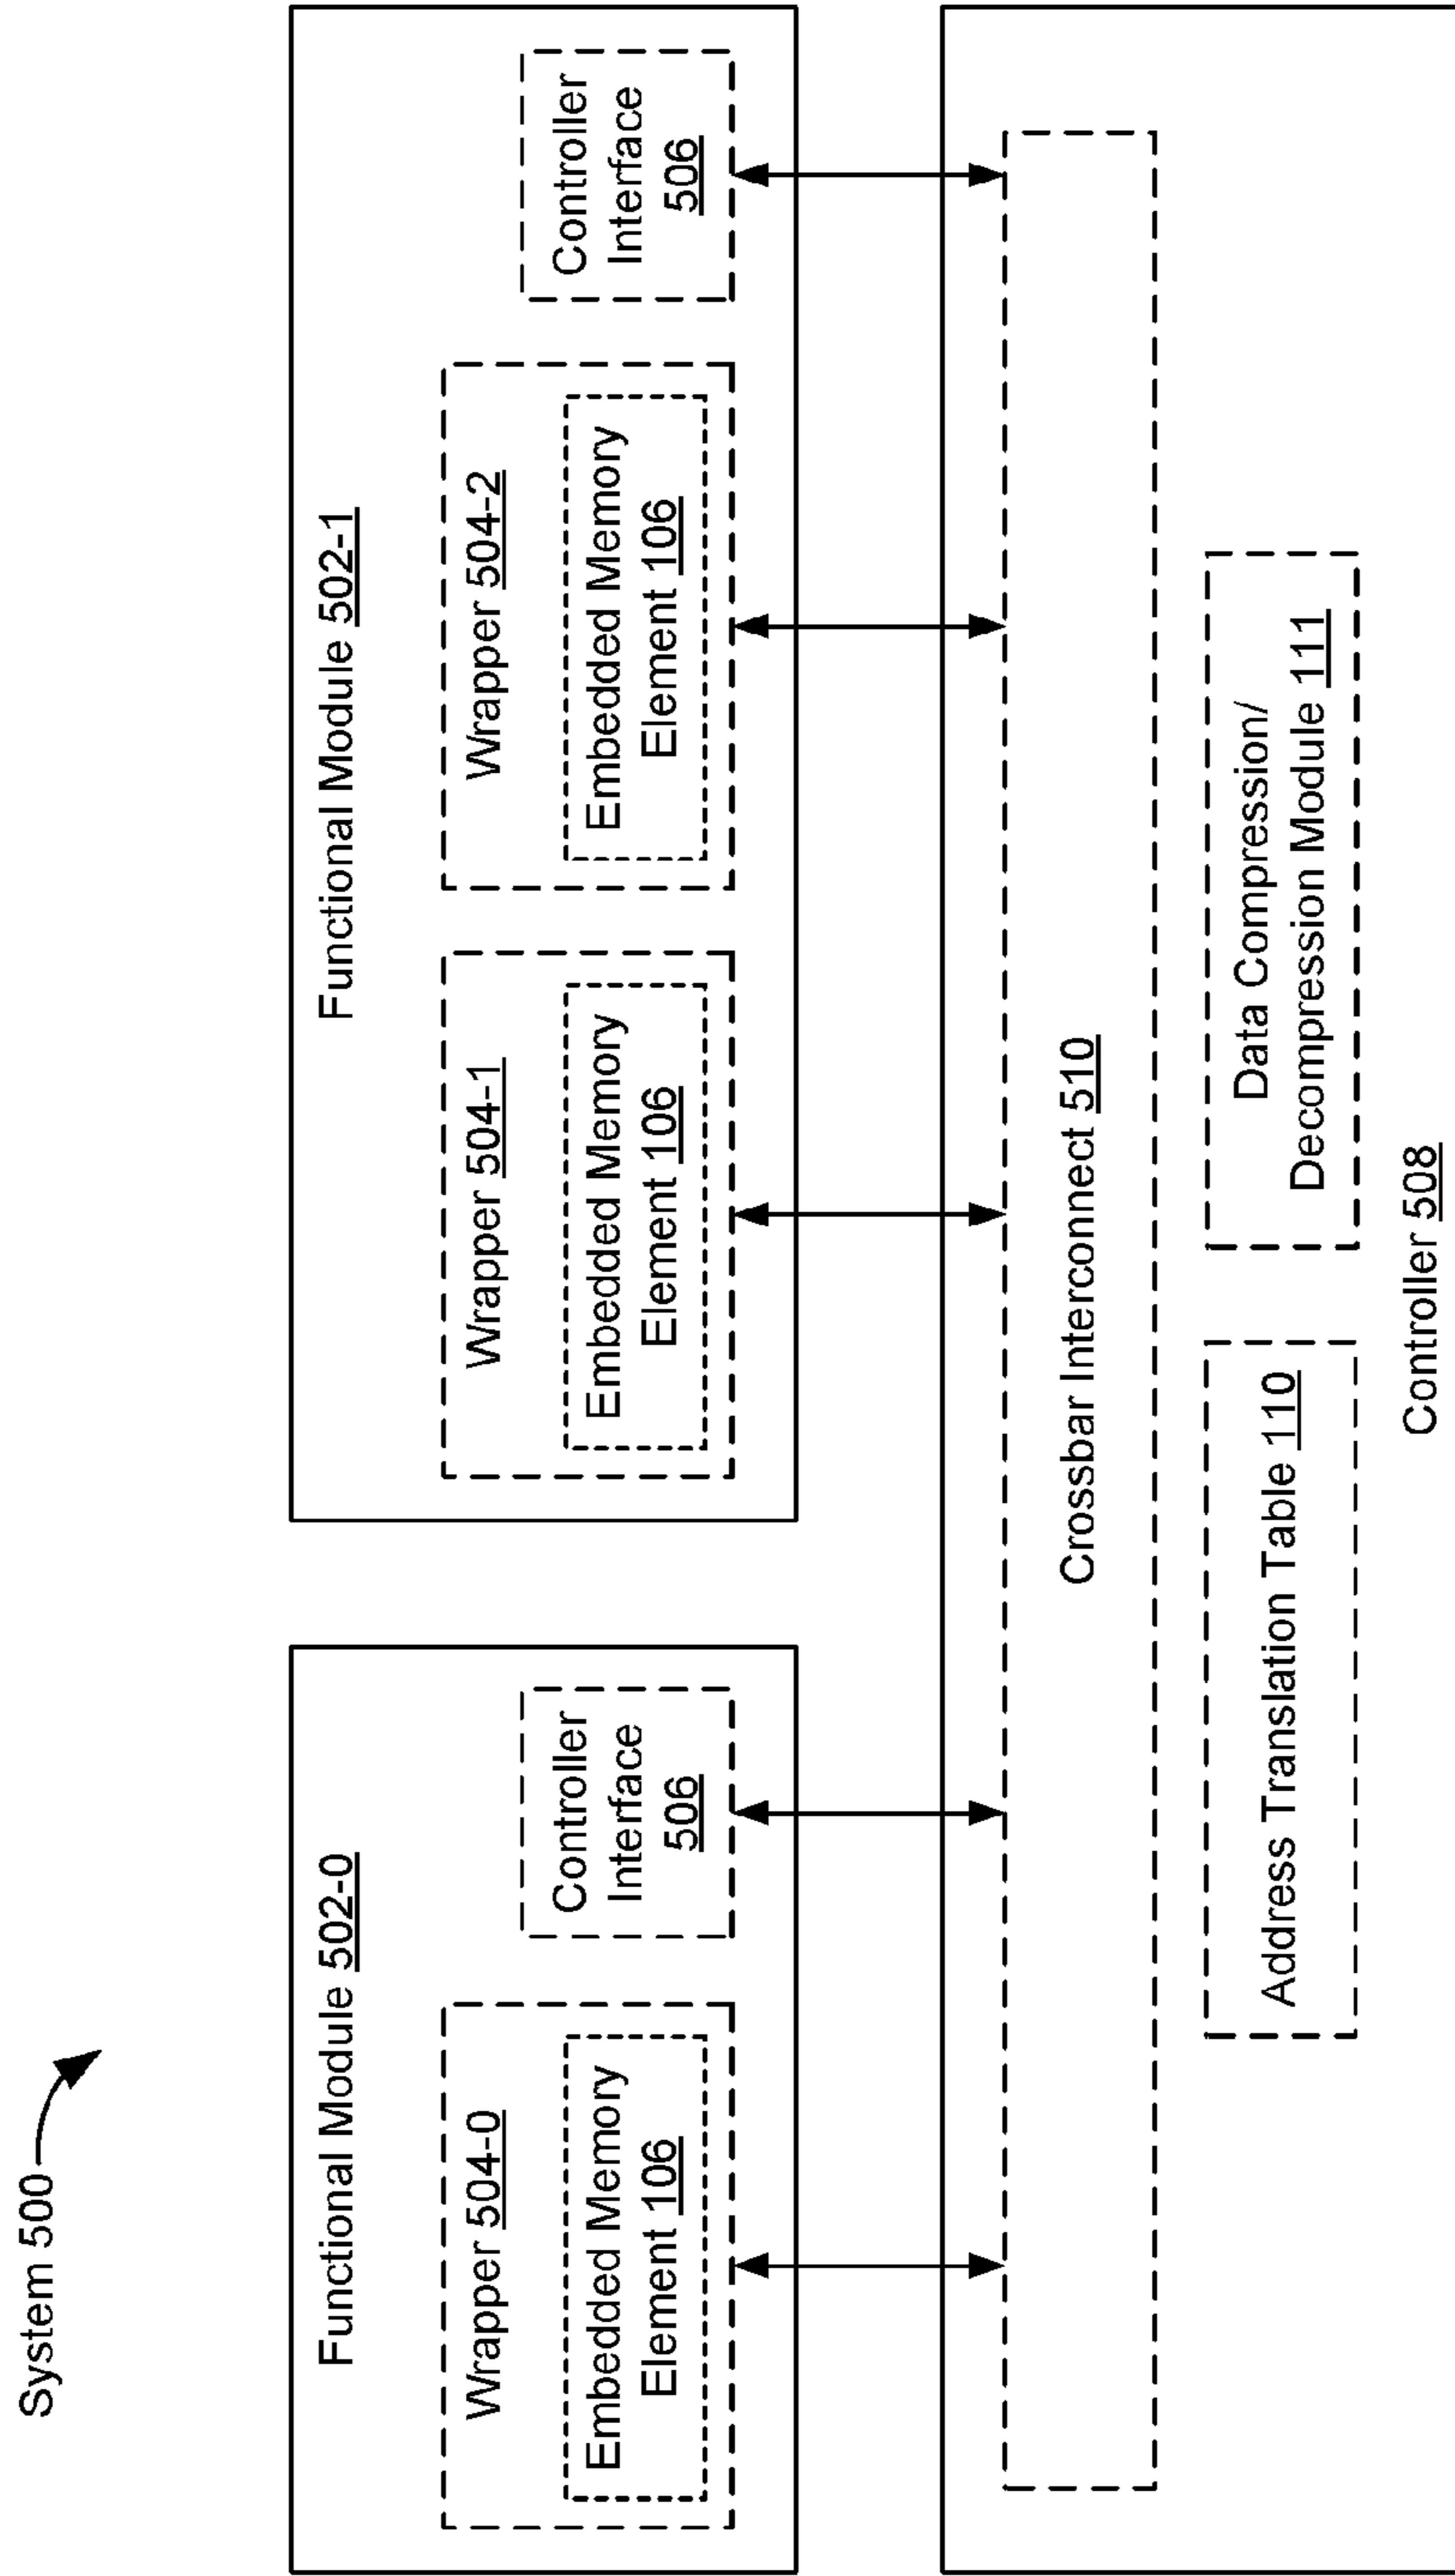 System 500
Functional Module 502-0
Wrapper 504-0
Embedded Memory
Element 106
Controller
Interface
506
Functional Module 502-1
Wrapper 504-1
Embedded Memory
Element 106
Wrapper 504-2
Embedded Memory
Element 106
Controller
Interface
506
Crossbar Interconnect 510
Address Translation Table 110
Data Compression/
Decompression Module 111
Controller 508